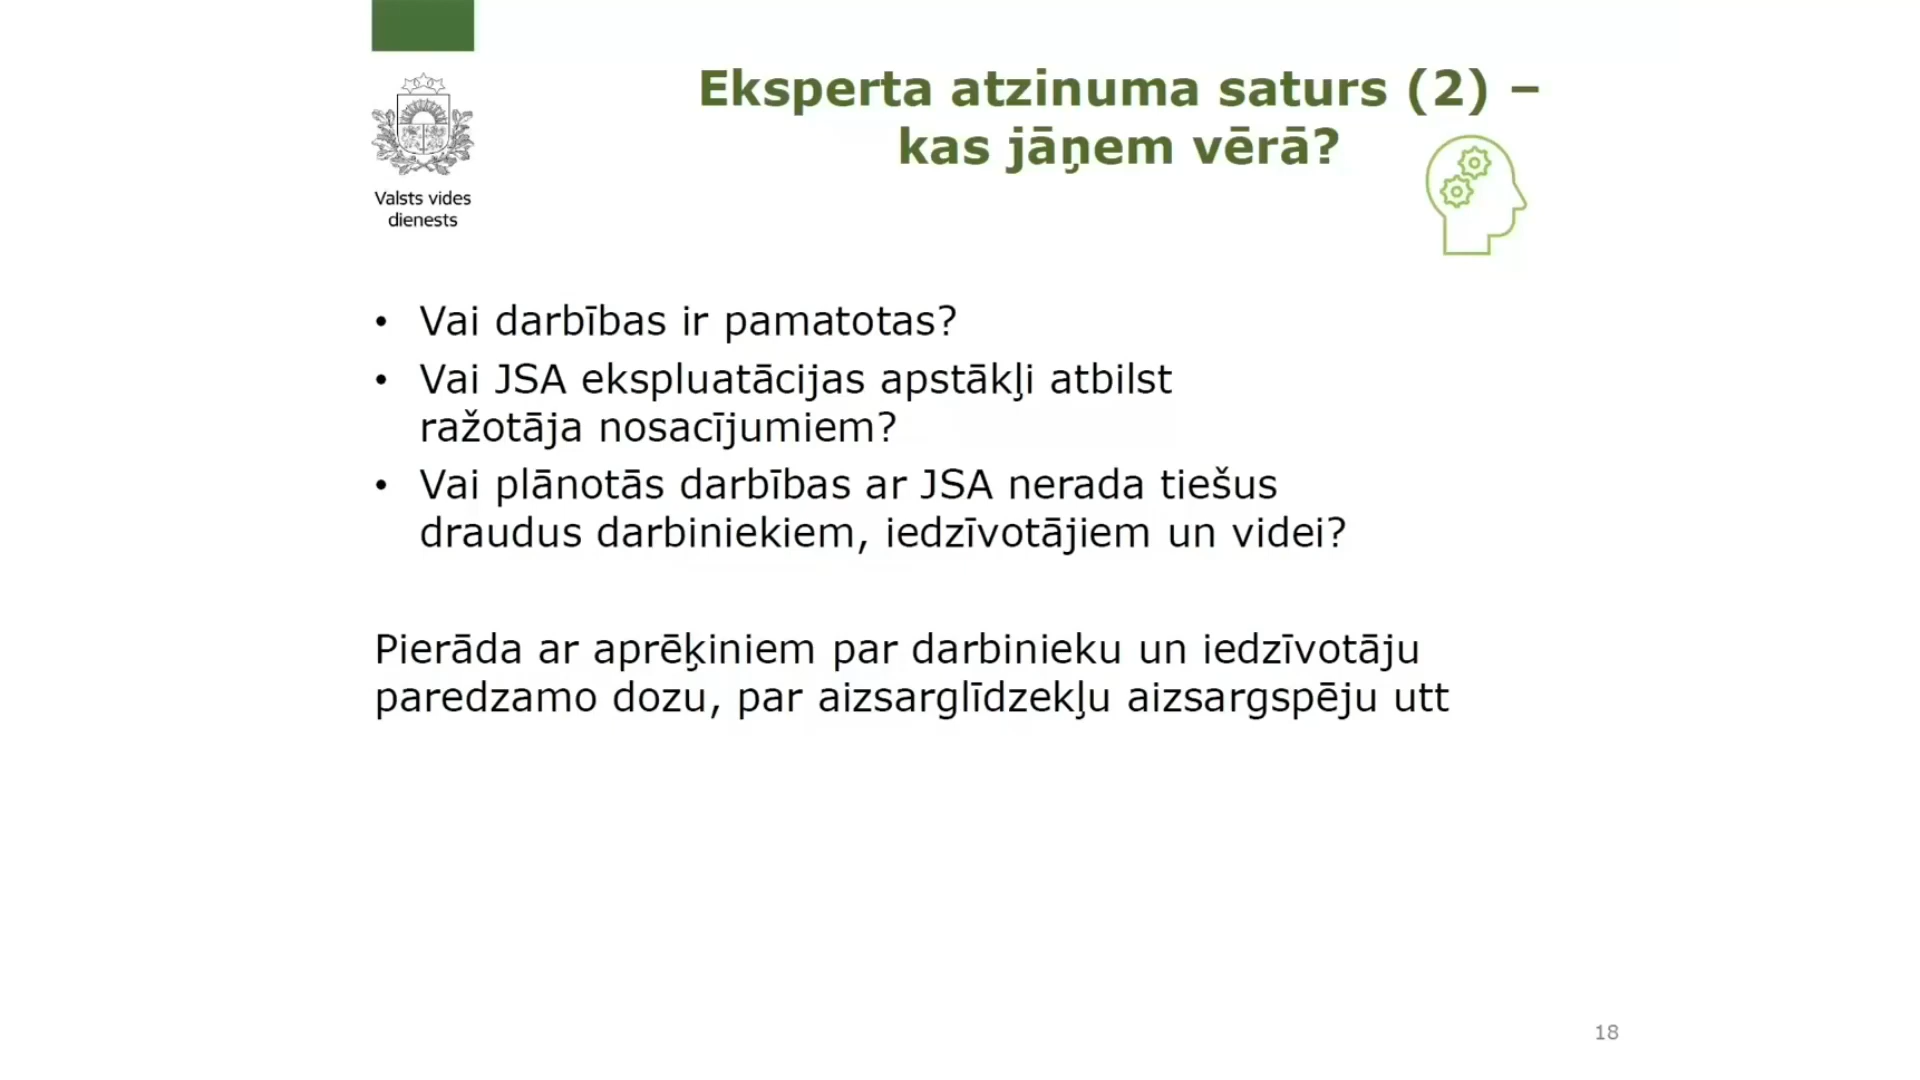 Eksperta atzinuma saturs (2) –
kas jāņem vērā?
Valsts vides
dienests
• Vai darbības ir pamatotas?
• Vai JSA ekspluatācijas apstākļi atbilst
ražotāja nosacījumiem?
• Vai plānotās darbības ar JSA nerada tiešus
draudus darbiniekiem, iedzīvotājiem un videi?
Pierāda ar aprēķiniem par darbinieku un iedzīvotāju
paredzamo dozu, par aizsarglīdzekļu aizsargspēju utt
18